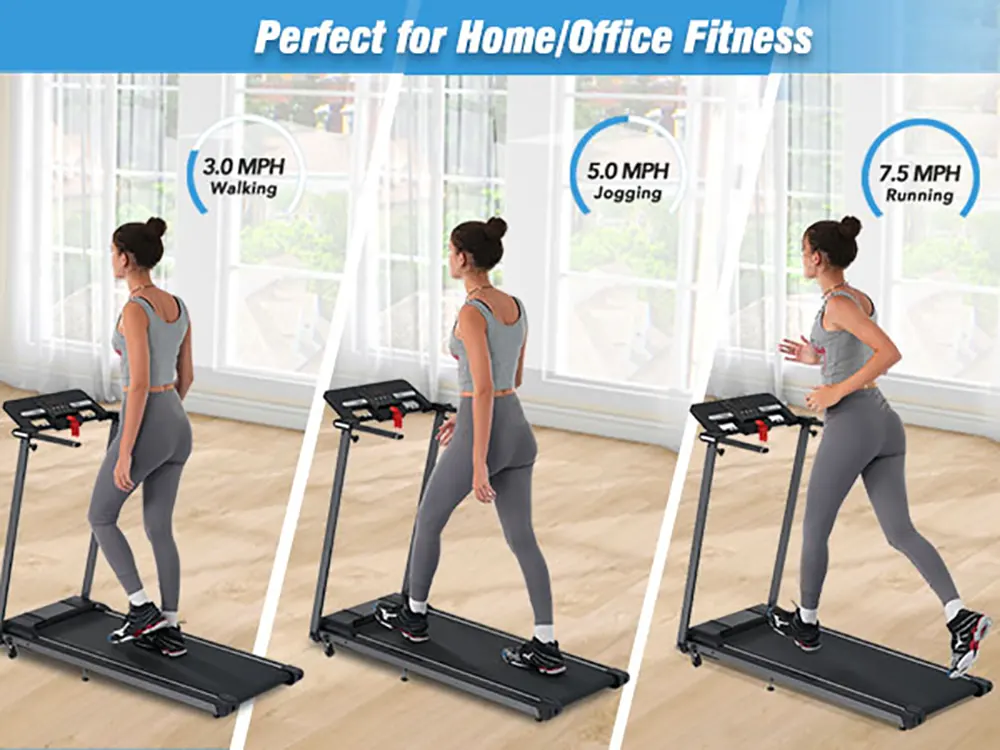 Perfect for Home/Office Fitness
3.0 MPH
Walking
5.0 MPH
Jogging
7.5 MPH
Running